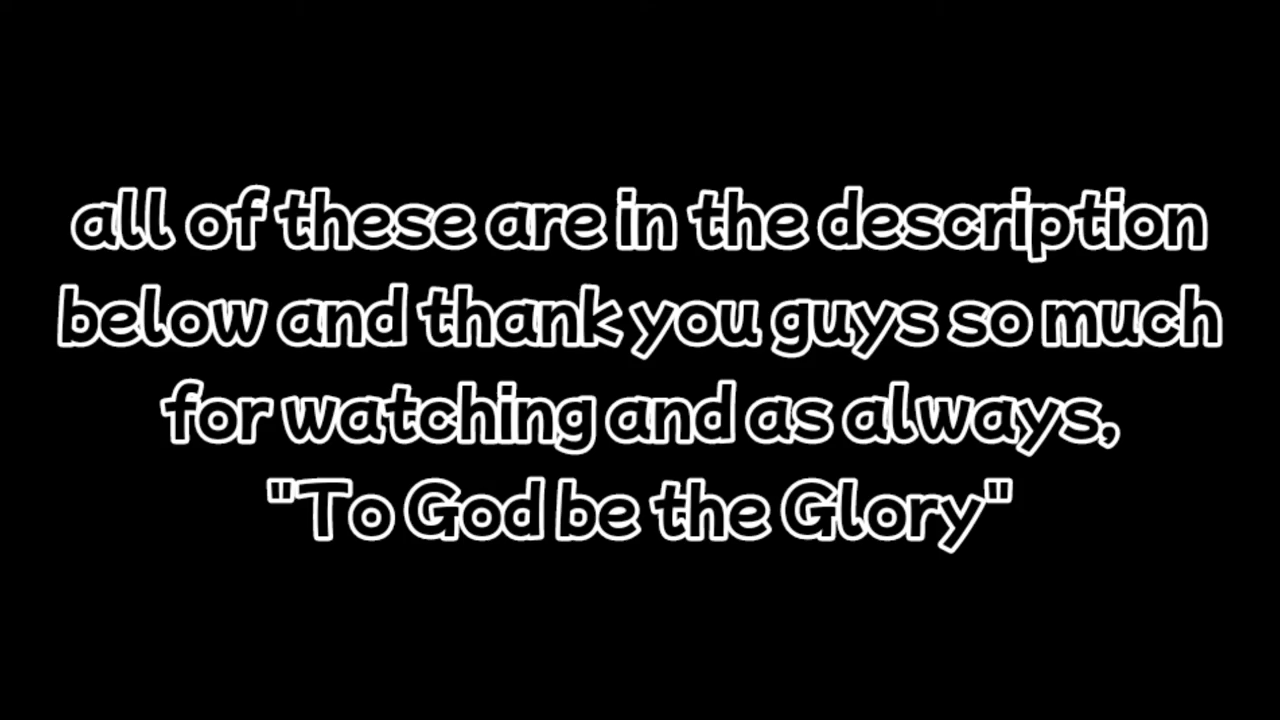 all of these are in the description
below and thank you guys so much
for watching and as always,
"To God be the Glory"